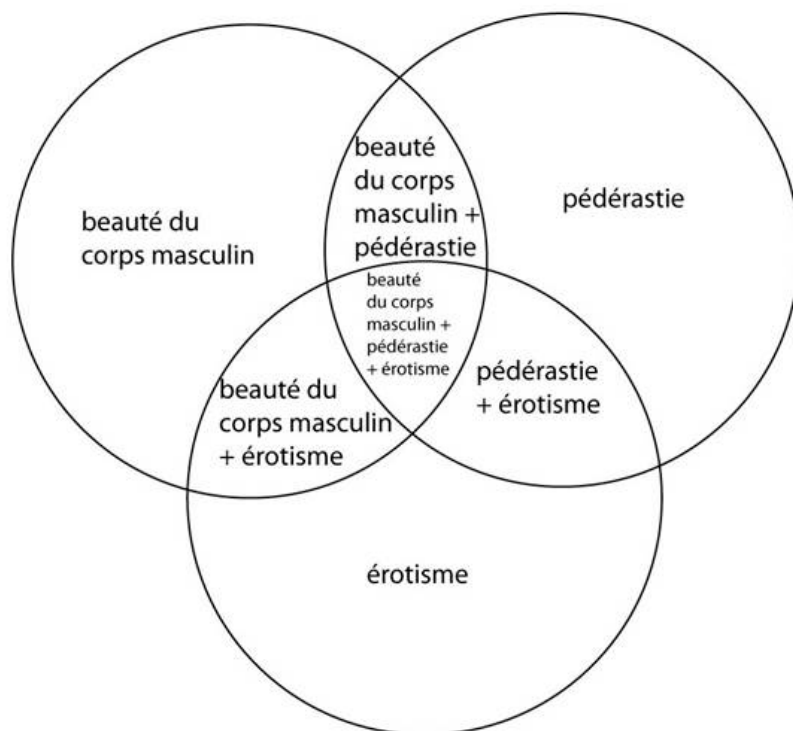 beauté du
corps masculin
beauté
du corps
masculin +
pédérastie
pédérastie
beauté
du corps
masculin +
pédérastie
+ érotisme
beauté du
corps masculin
+ érotisme
pédérastie
+ érotisme
érotisme